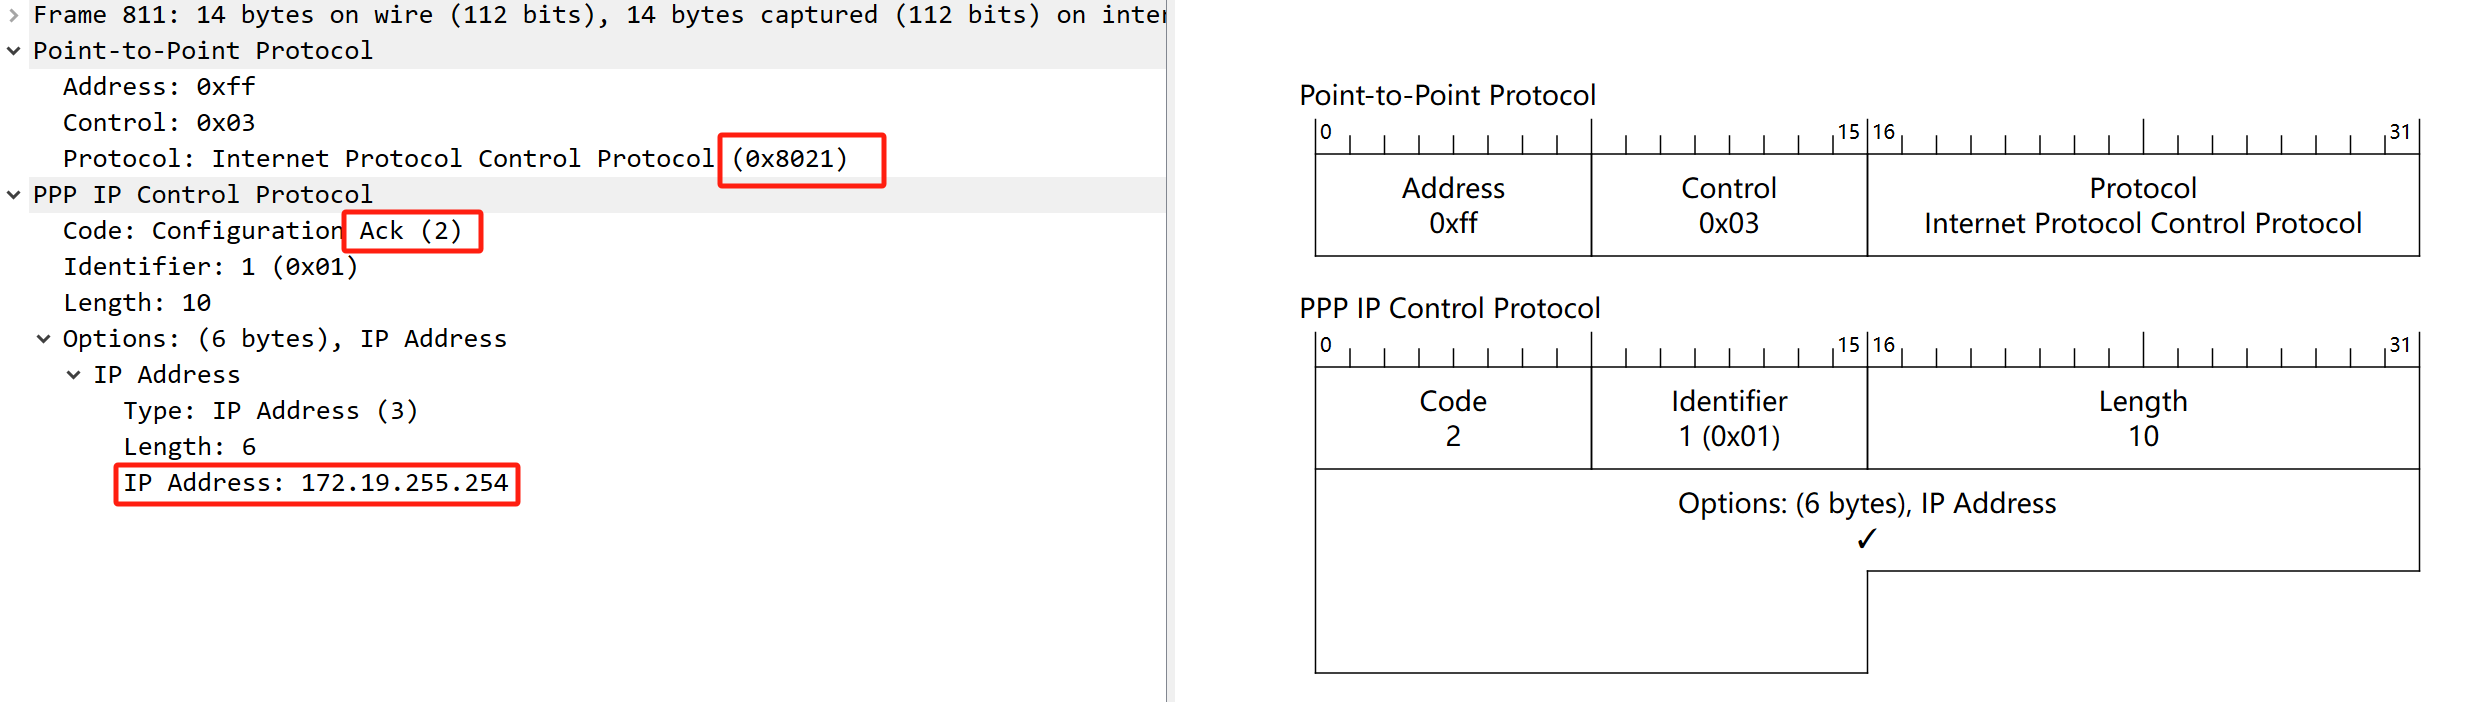 Frame 811: 14 bytes on wire (112 bits), 14 bytes captured (112 bits) on inter
Point-to-Point Protocol
Address: 0xff
Control: 0x03
Protocol: Internet Protocol Control Protocol (0x8021)
PPP IP Control Protocol
Code: Configuration Ack (2)
Identifier: 1 (0x01)
Length: 10
Options: (6 bytes), IP Address
IP Address
Type: IP Address (3)
Length: 6
IP Address: 172.19.255.254
Point-to-Point Protocol
0 15 16 31
Address Control Protocol
0xff 0x03 Internet Protocol Control Protocol
PPP IP Control Protocol
0 15 16 31
Code Identifier Length
2 1 (0x01) 10
Options: (6 bytes), IP Address
✓